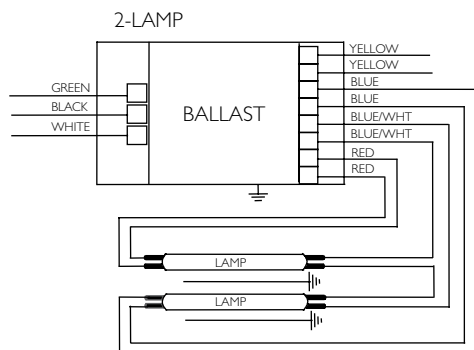 2-LAMP
YELLOW
YELLOW
GREEN
BLUE
BLACK
BLUE
BALLAST
BLUE/WHT
WHITE
BLUE/WHT
RED
RED
LAMP
LAMP